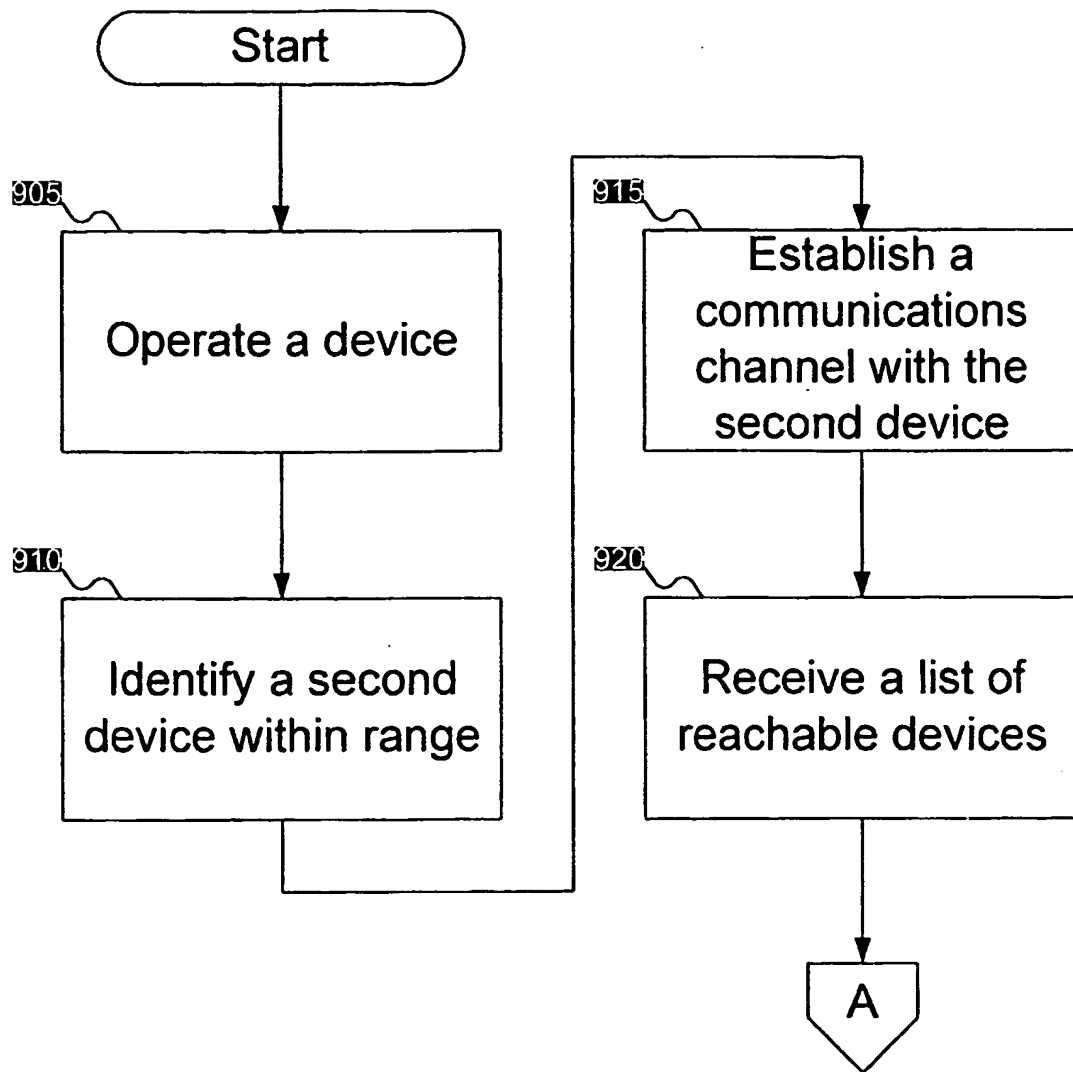 Start
905
Operate a device
910
Identify a second
device within range
915
Establish a
communications
channel with the
second device
920
Receive a list of
reachable devices
A